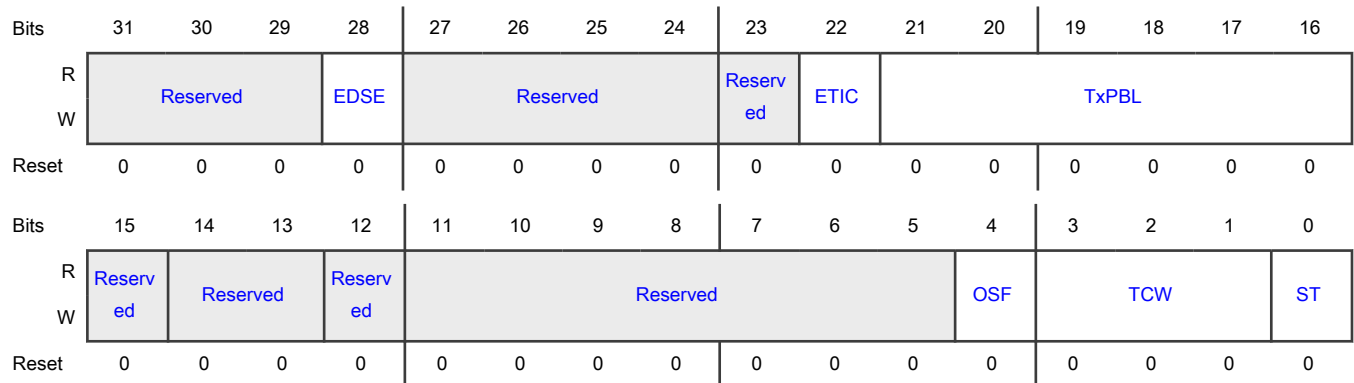 Bits 31 30 29 28 27 26 25 24 23 22 21 20 19 18 17 16
R
Reserved EDSE Reserved Reserv ed ETIC TxPBL
W
Reset 0 0 0 0 0 0 0 0 0 0 0 0 0 0 0 0
Bits 15 14 13 12 11 10 9 8 7 6 5 4 3 2 1 0
R
Reserv ed Reserved Reserv ed Reserved OSF TCW ST
W
Reset 0 0 0 0 0 0 0 0 0 0 0 0 0 0 0 0